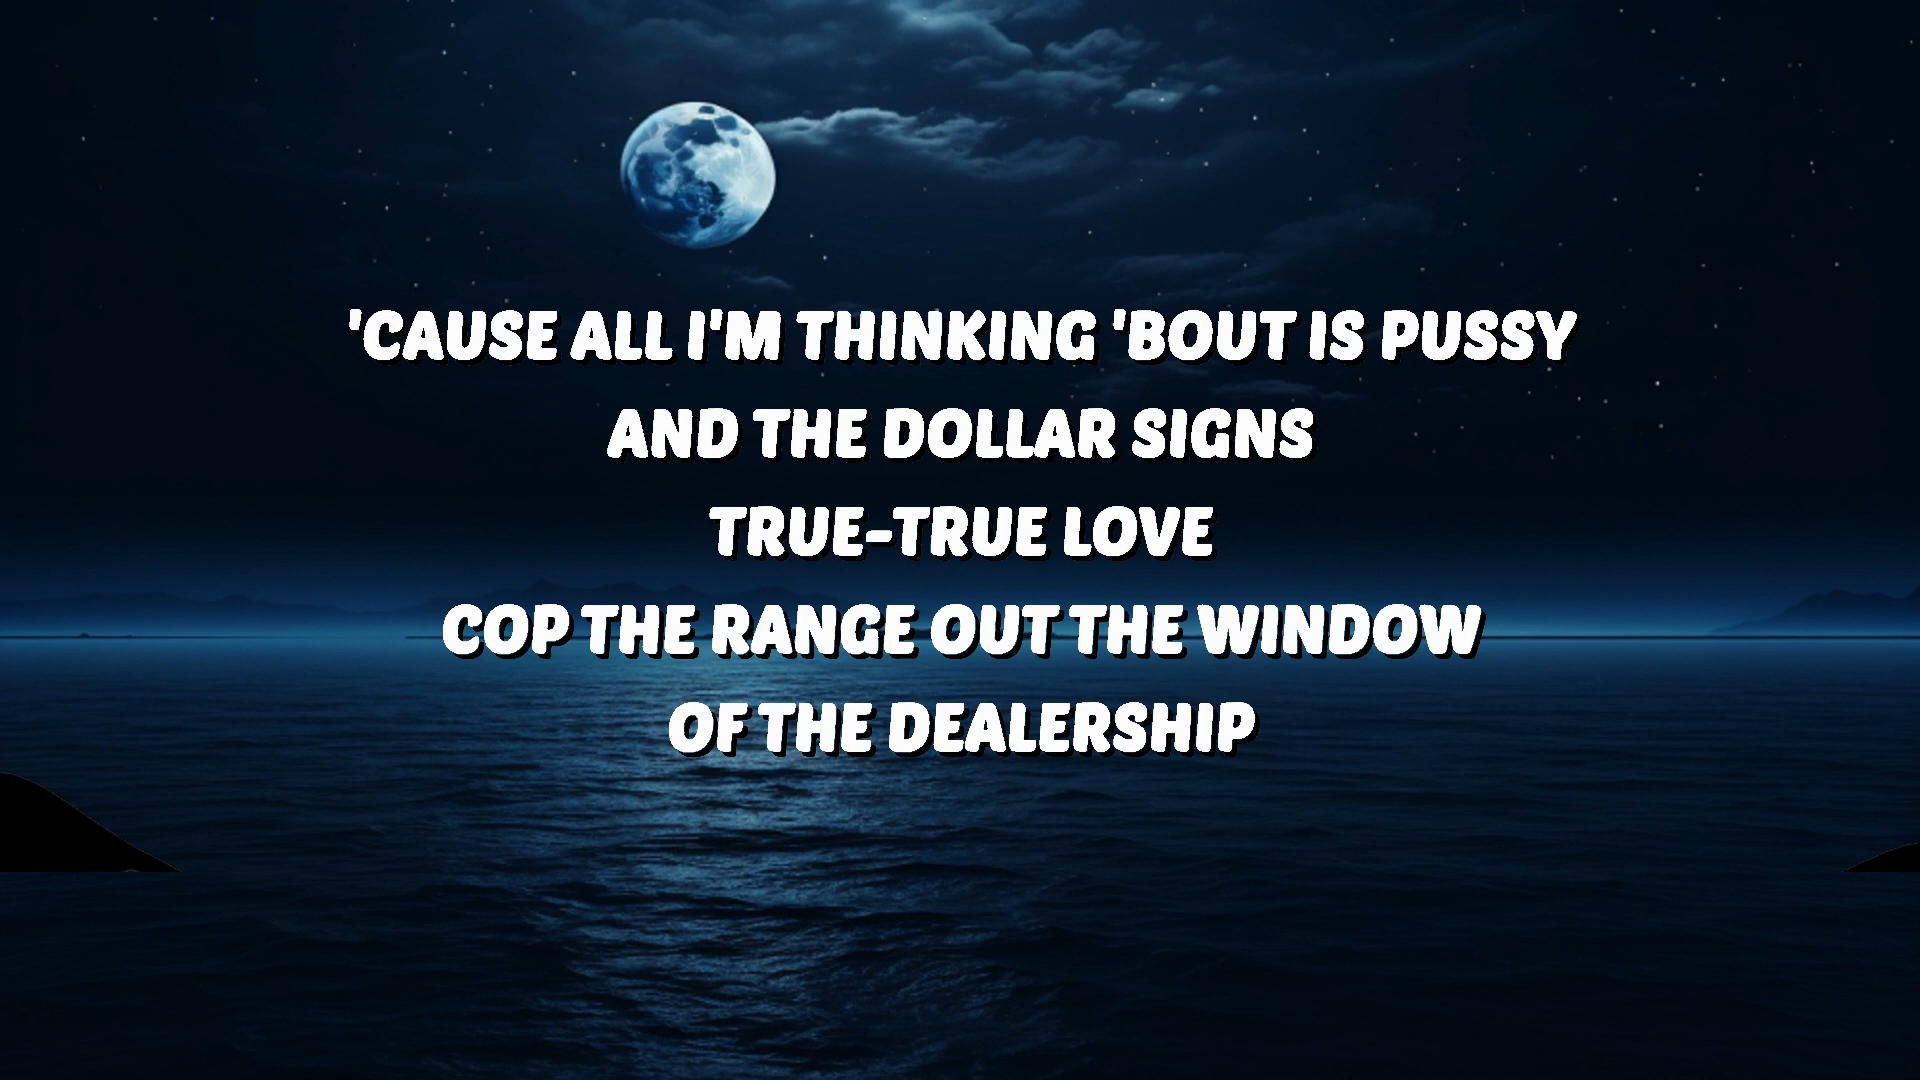 'CAUSE ALL I'M THINKING 'BOUT IS PUSSY
AND THE DOLLAR SIGNS
TRUE-TRUE LOVE
COP THE RANGE OUT THE WINDOW
OF THE DEALERSHIP